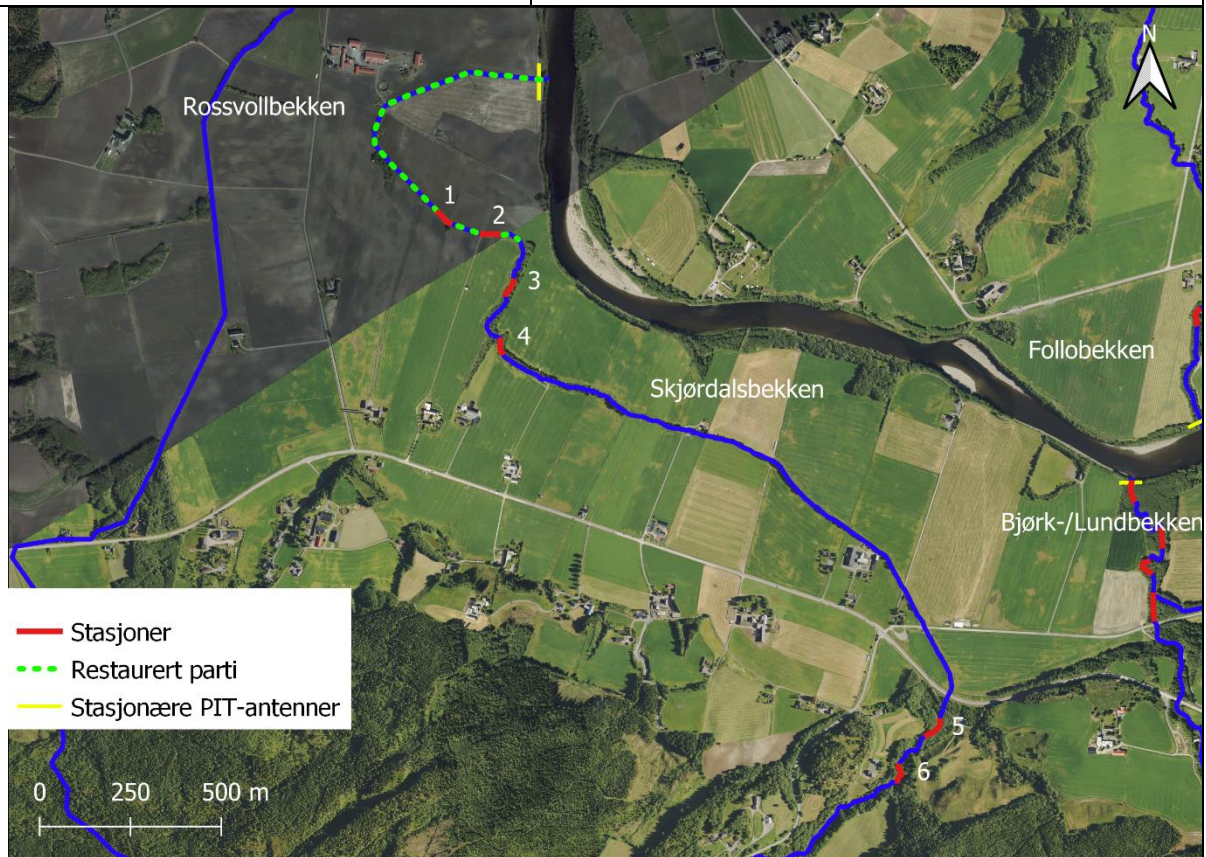 N
Rossvollbekken
1
2
3
4
Follobekken
Skjørdalsbekken
Bjørk-/Lundbekken
Stasjoner
Restaurert parti
Stasjonære PIT-antenner
5
6
0 250 500 m